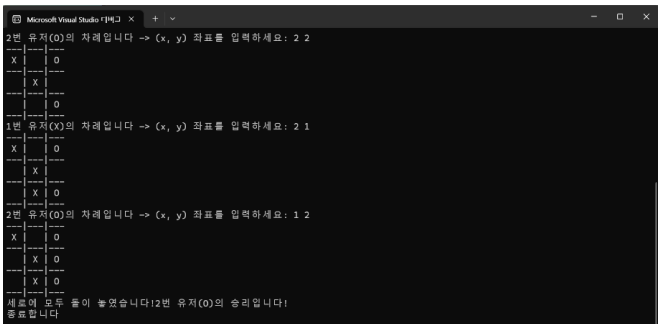 Microsoft Visual Studio 디버그
2번 유저(O)의 차례입니다 -> (x, y) 좌표를 입력하세요: 2 2
---|---|---
 X |   | O
---|---|---
   | X |
---|---|---
   |   | O
---|---|---
1번 유저(X)의 차례입니다 -> (x, y) 좌표를 입력하세요: 2 1
---|---|---
 X |   | O
---|---|---
   | X |
---|---|---
   | X | O
---|---|---
2번 유저(O)의 차례입니다 -> (x, y) 좌표를 입력하세요: 1 2
---|---|---
 X |   | O
---|---|---
   | X | O
---|---|---
   | X | O
---|---|---
세로에 모두 돌이 놓였습니다!2번 유저(O)의 승리입니다!
종료합니다